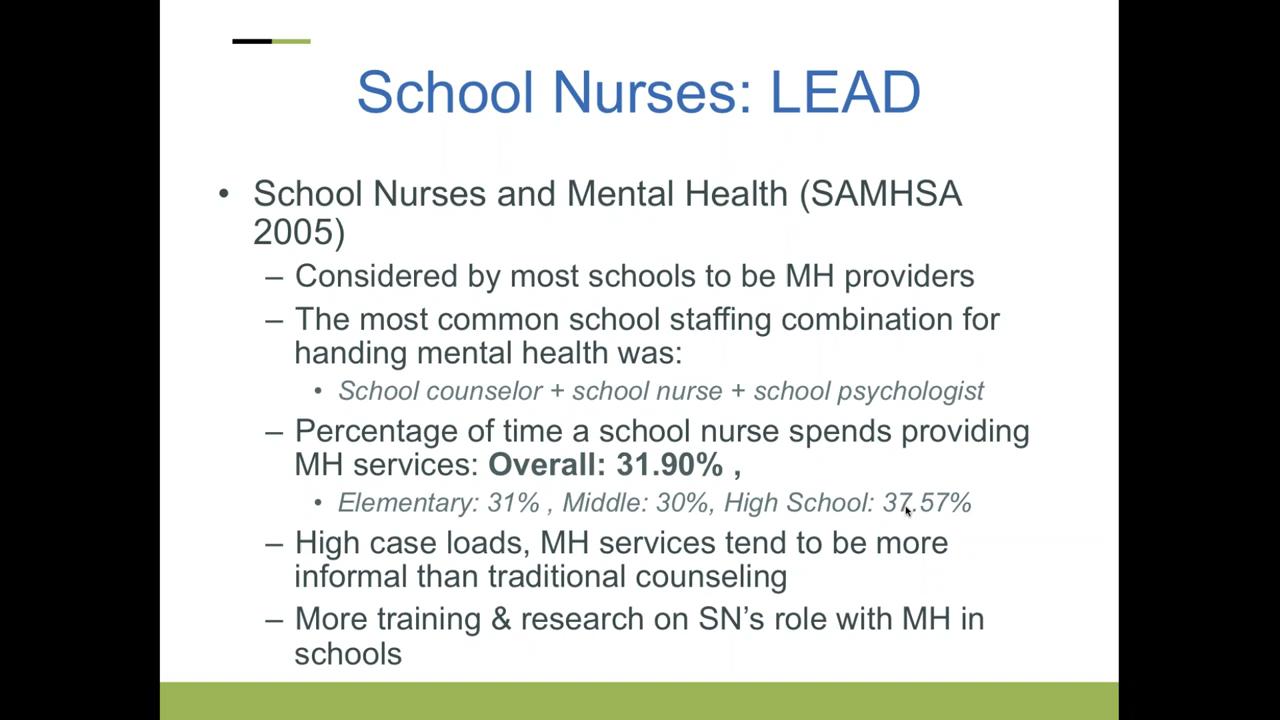 School Nurses: LEAD
• School Nurses and Mental Health (SAMHSA
2005)
– Considered by most schools to be MH providers
– The most common school staffing combination for
handing mental health was:
• School counselor + school nurse + school psychologist
– Percentage of time a school nurse spends providing
MH services: Overall: 31.90% ,
• Elementary: 31% , Middle: 30%, High School: 37.57%
– High case loads, MH services tend to be more
informal than traditional counseling
– More training & research on SN’s role with MH in
schools